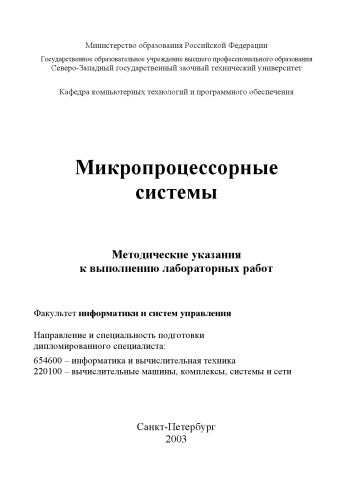 Министерство образования Российской Федерации
Государственное образовательное учреждение высшего профессионального образования
Северо-Западный государственный заочный технический университет
Кафедра компьютерных технологий и программного обеспечения
Микропроцессорные
системы
Методические указания
к выполнению лабораторных работ
Факультет информатики и систем управления
Направление и специальность подготовки
дипломированного специалиста:
654600 – информатика и вычислительная техника
220100 – вычислительные машины, комплексы, системы и сети
Санкт-Петербург
2003